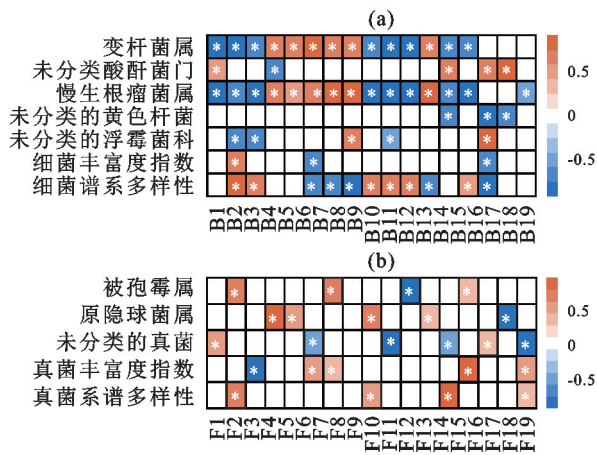 (a)
变杆菌属
未分类酸酐菌门
慢生根瘤菌属
未分类的黄色杆菌
未分类的浮霉菌科
细菌丰富度指数
细菌谱系多样性
0.5
0
-0.5
B1 B2 B3 B4 B5 B6 B7 B8 B9 B10 B11 B12 B13 B14 B15 B16 B17 B18 B19
(b)
被孢霉属
原隐球菌属
未分类的真菌
真菌丰富度指数
真菌系谱多样性
0.5
0
-0.5
F1 F2 F3 F4 F5 F6 F7 F8 F9 F10 F11 F12 F13 F14 F15 F16 F17 F18 F19